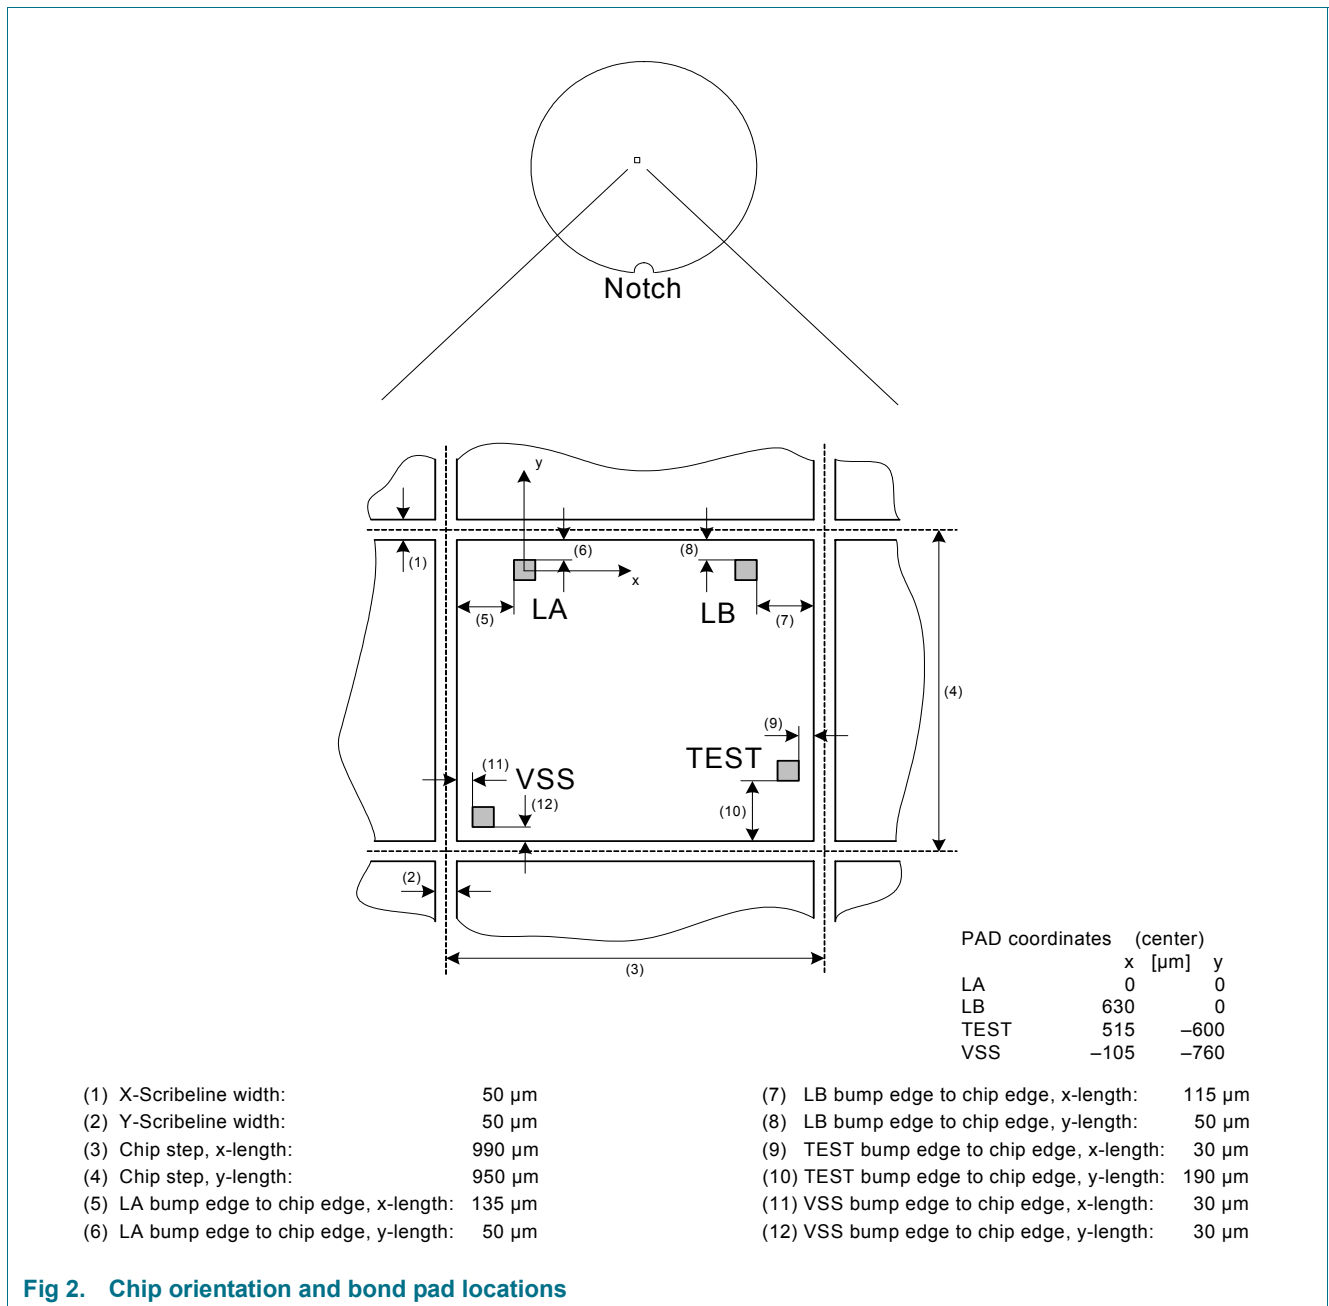 Notch
y
(6)
(8)
(1)
x
(5)
LA
LB
(7)
(4)
(9)
TEST
(11)
VSS
(12)
(10)
(2)
(3)
PAD coordinates (center)
x [µm] y
LA 0 0
LB 630 0
TEST 515 –600
VSS –105 –760
(1) X-Scribeline width: 50 µm
(2) Y-Scribeline width: 50 µm
(3) Chip step, x-length: 990 µm
(4) Chip step, y-length: 950 µm
(5) LA bump edge to chip edge, x-length: 135 µm
(6) LA bump edge to chip edge, y-length: 50 µm
(7) LB bump edge to chip edge, x-length: 115 µm
(8) LB bump edge to chip edge, y-length: 50 µm
(9) TEST bump edge to chip edge, x-length: 30 µm
(10) TEST bump edge to chip edge, y-length: 190 µm
(11) VSS bump edge to chip edge, x-length: 30 µm
(12) VSS bump edge to chip edge, y-length: 30 µm
Fig 2. Chip orientation and bond pad locations